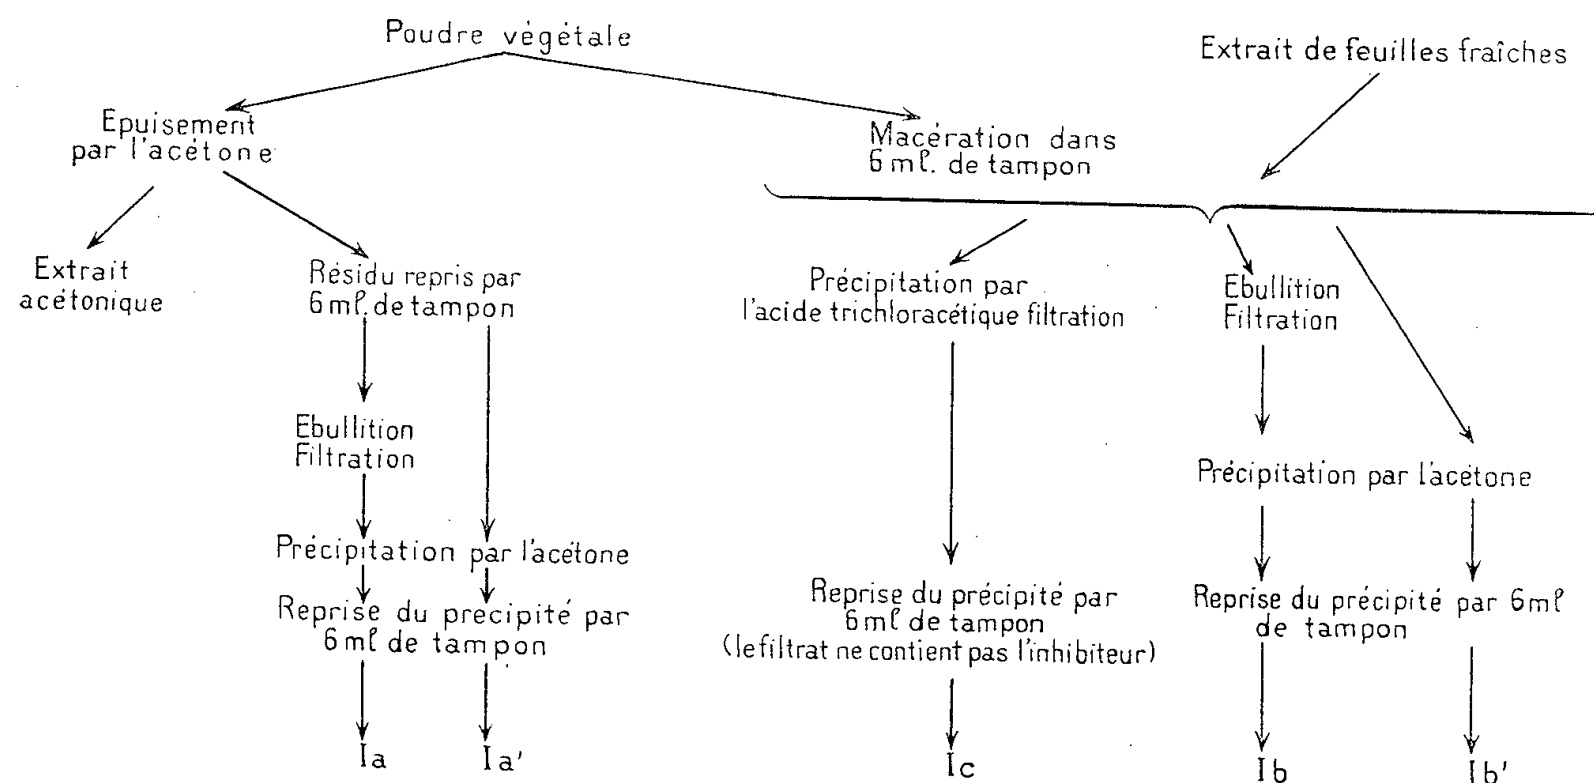 Poudre végétale
Extrait de feuilles fraîches
Epuisement
par l'acétone
Macération dans
6 ml. de tampon
Extrait
acétonique
Résidu repris par
6 ml. de tampon
Précipitation par
l'acide trichloracétique filtration
Ebullition
Filtration
Ebullition
Filtration
Précipitation par l'acétone
Précipitation par l'acétone
Reprise du précipité par
6 ml de tampon
Reprise du précipité par
6 ml de tampon
(le filtrat ne contient pas l'inhibiteur)
Reprise du précipité par 6 ml
de tampon
Ia
Ia'
Ic
Ib
Ib'